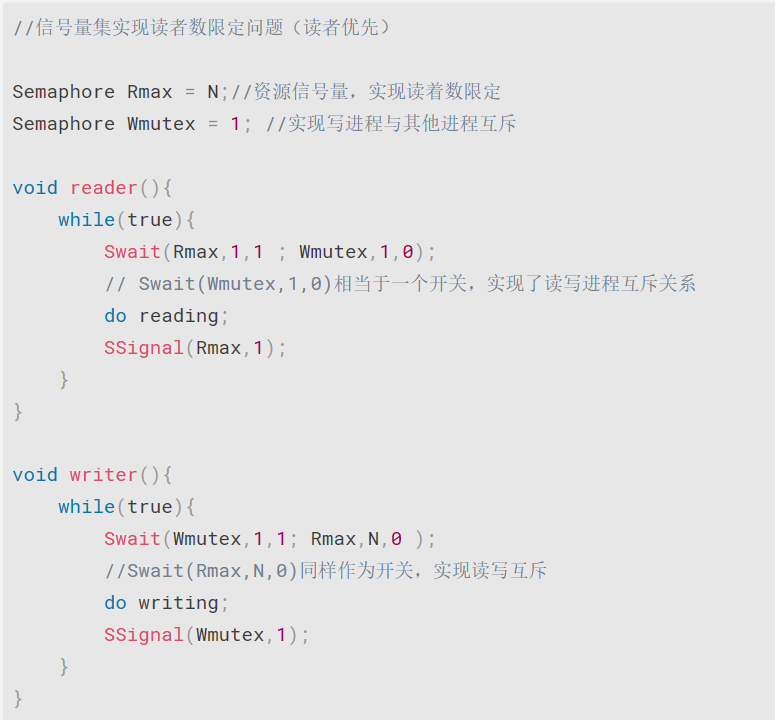 //信号量集实现读者数限定问题（读者优先）
Semaphore Rmax = N;//资源信号量，实现读着数限定
Semaphore Wmutex = 1; //实现写进程与其他进程互斥
void reader(){
while(true){
Swait(Rmax,1,1 ; Wmutex,1,0);
// Swait(Wmutex,1,0)相当于一个开关，实现了读写进程互斥关系
do reading;
SSignal(Rmax,1);
}
}
void writer(){
while(true){
Swait(Wmutex,1,1; Rmax,N,0 );
//Swait(Rmax,N,0)同样作为开关，实现读写互斥
do writing;
SSignal(Wmutex,1);
}
}